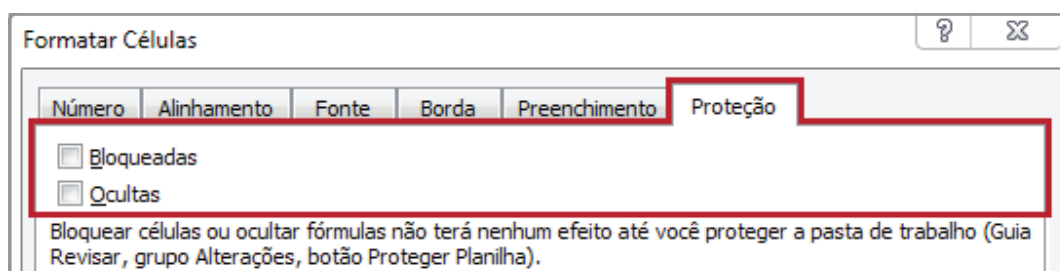 Formatar Células
Número Alinhamento Fonte Borda Preenchimento Proteção
Bloqueadas
Ocultas
Bloquear células ou ocultar fórmulas não terá nenhum efeito até você proteger a pasta de trabalho (Guia
Revisar, grupo Alterações, botão Proteger Planilha).